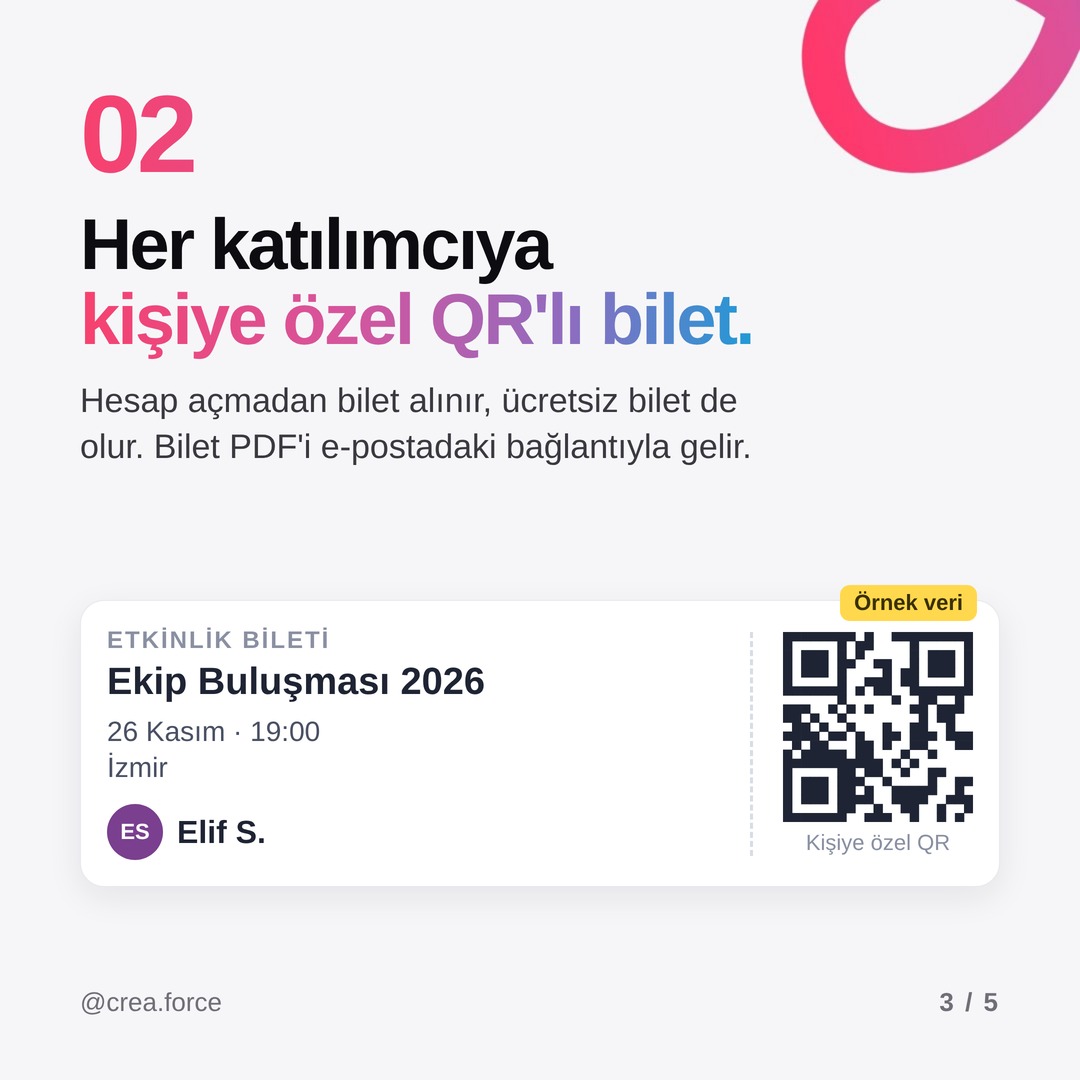 02
Her katılımcıya
kişiye özel QR'lı bilet.
Hesap açmadan bilet alınır, ücretsiz bilet de
olur. Bilet PDF'i e-postadaki bağlantıyla gelir.
Örnek veri
ETKİNLİK BİLETİ
Ekip Buluşması 2026
26 Kasım · 19:00
İzmir
ES
Elif S.
Kişiye özel QR
@crea.force
3 / 5